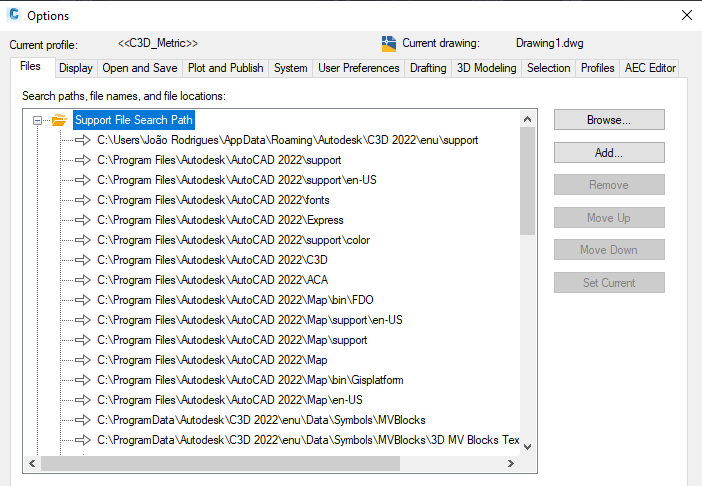 Options
Current profile: <<C3D_Metric>> Current drawing: Drawing1.dwg
Files Display Open and Save Plot and Publish System User Preferences Drafting 3D Modeling Selection Profiles AEC Editor
Search paths, file names, and file locations:
Support File Search Path
C:\Users\João Rodrigues\AppData\Roaming\Autodesk\C3D 2022\enu\support
C:\Program Files\Autodesk\AutoCAD 2022\support
C:\Program Files\Autodesk\AutoCAD 2022\support\en-US
C:\Program Files\Autodesk\AutoCAD 2022\fonts
C:\Program Files\Autodesk\AutoCAD 2022\Express
C:\Program Files\Autodesk\AutoCAD 2022\support\color
C:\Program Files\Autodesk\AutoCAD 2022\C3D
C:\Program Files\Autodesk\AutoCAD 2022\ACA
C:\Program Files\Autodesk\AutoCAD 2022\Map\bin\FDO
C:\Program Files\Autodesk\AutoCAD 2022\Map\support\en-US
C:\Program Files\Autodesk\AutoCAD 2022\Map\support
C:\Program Files\Autodesk\AutoCAD 2022\Map
C:\Program Files\Autodesk\AutoCAD 2022\Map\bin\Gisplatform
C:\Program Files\Autodesk\AutoCAD 2022\Map\en-US
C:\ProgramData\Autodesk\C3D 2022\enu\Data\Symbols\MVBlocks
C:\ProgramData\Autodesk\C3D 2022\enu\Data\Symbols\MVBlocks\3D MV Blocks Tex
Browse...
Add...
Remove
Move Up
Move Down
Set Current